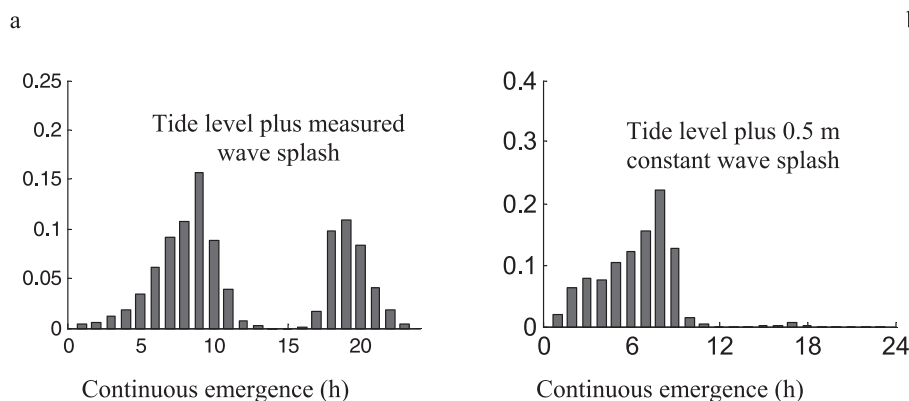 a
b
0.25
0.2
0.15
0.1
0.05
0
Tide level plus measured
wave splash
0 5 10 15 20
Continuous emergence (h)
0.4
0.3
0.2
0.1
0
Tide level plus 0.5 m
constant wave splash
0 6 12 18 24
Continuous emergence (h)